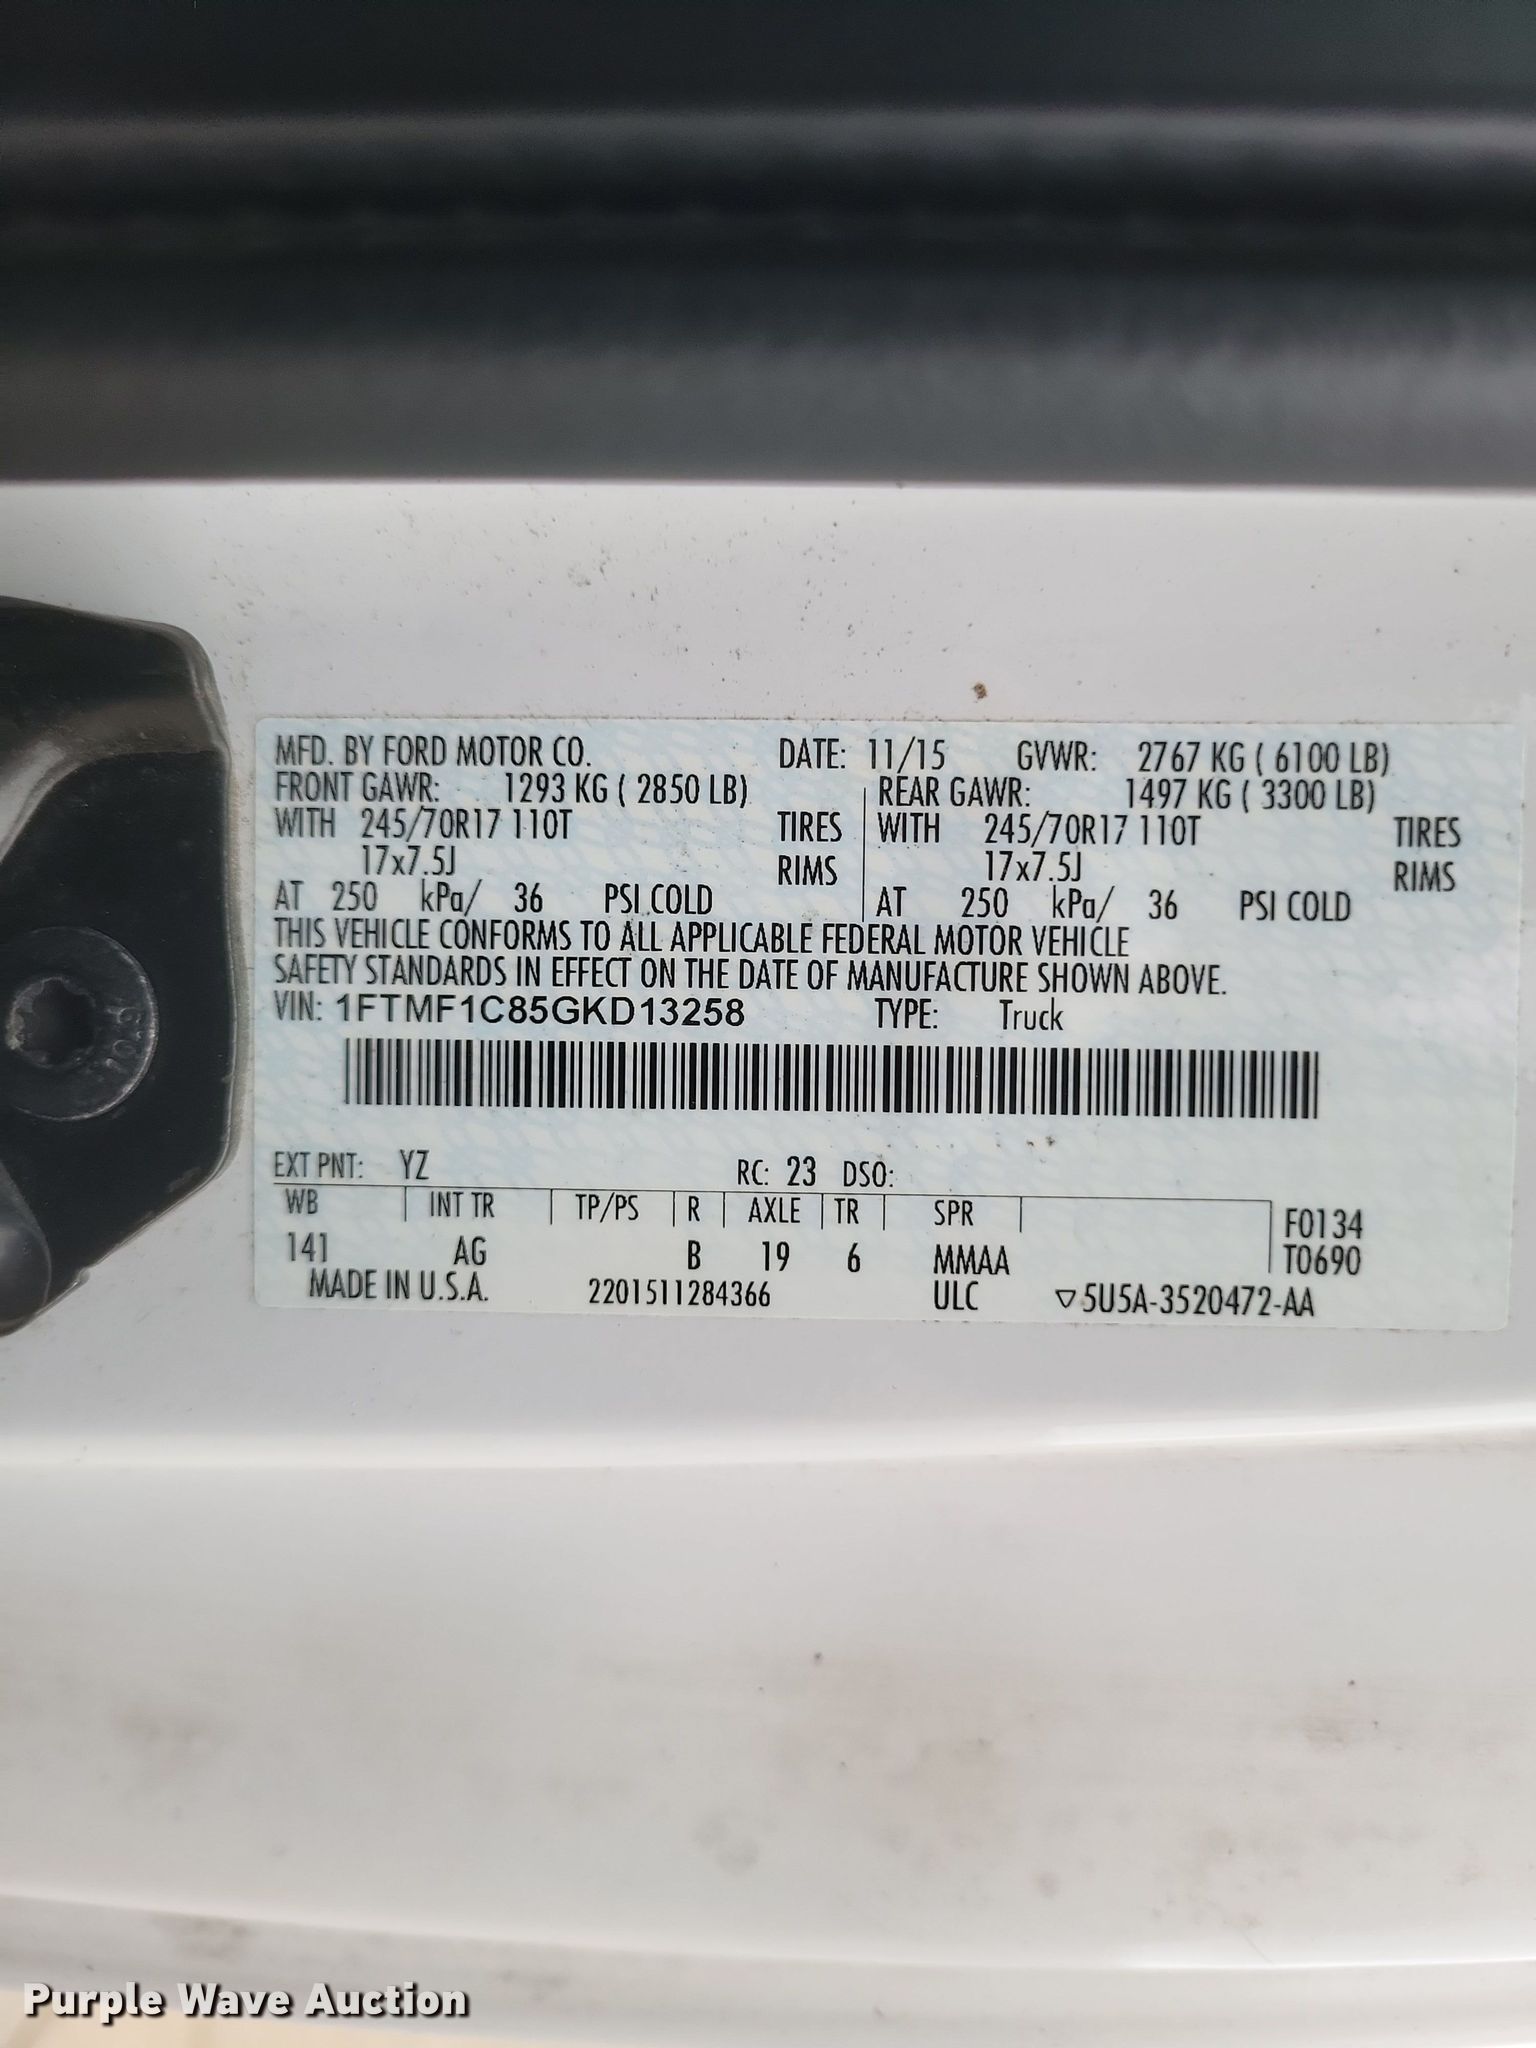 MFD. BY FORD MOTOR CO. DATE: 11/15 GVWR: 2767 KG ( 6100 LB)
FRONT GAWR: 1293 KG ( 2850 LB) REAR GAWR: 1497 KG ( 3300 LB)
WITH 245/70R17 110T TIRES WITH 245/70R17 110T TIRES
17x7.5J RIMS 17x7.5J RIMS
AT 250 kPa/ 36 PSI COLD AT 250 kPa/ 36 PSI COLD
THIS VEHICLE CONFORMS TO ALL APPLICABLE FEDERAL MOTOR VEHICLE
SAFETY STANDARDS IN EFFECT ON THE DATE OF MANUFACTURE SHOWN ABOVE.
VIN: 1FTMF1C85GKD13258 TYPE: Truck
EXT PNT: YZ RC: 23 DSO:
WB INT TR TP/PS R AXLE TR SPR F0134
141 AG B 19 6 MMAA T0690
MADE IN U.S.A. 2201511284366 ULC ▽5U5A-3520472-AA
10.9
Purple Wave Auction